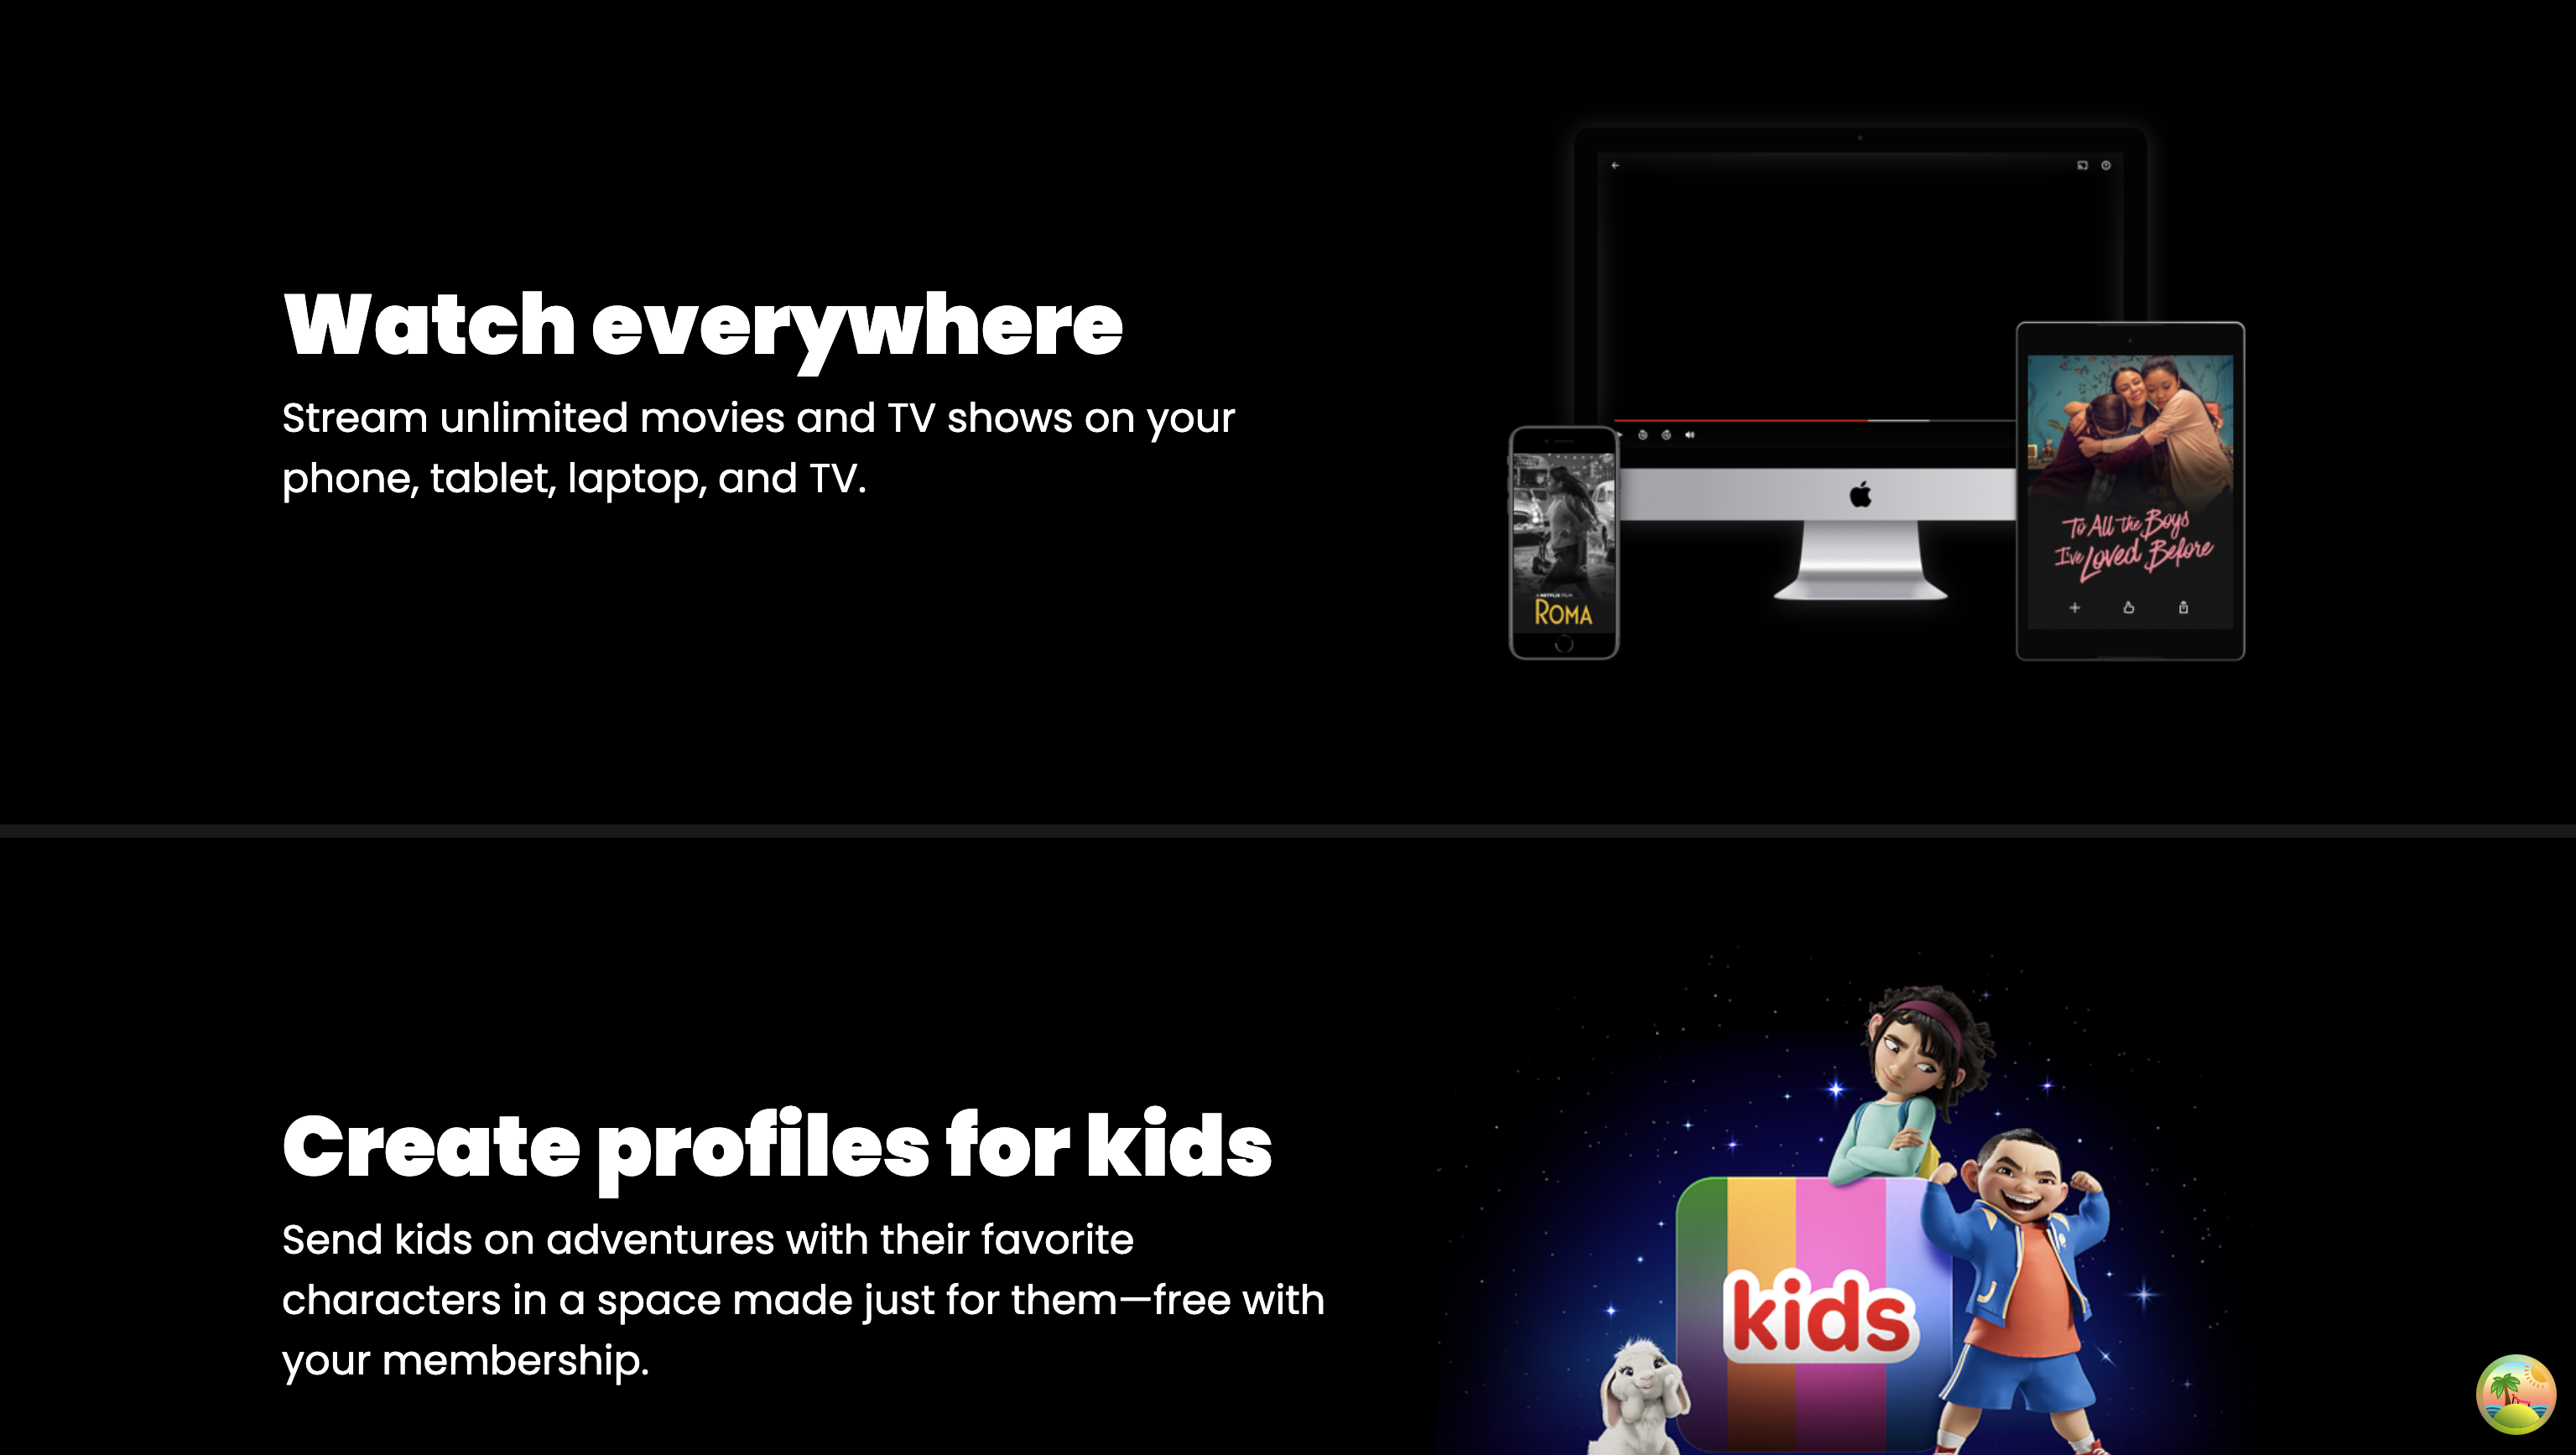 Watch everywhere
Stream unlimited movies and TV shows on your
phone, tablet, laptop, and TV.
A NETFLIX FILM
ROMA
To All the Boys
I've Loved Before
Create profiles for kids
Send kids on adventures with their favorite
characters in a space made just for them—free with
your membership.
kids